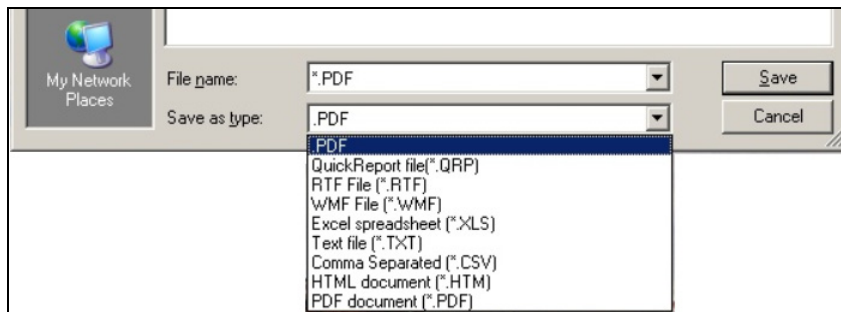 My Network
Places
File name:
*.PDF
Save
Save as type:
.PDF
Cancel
.PDF
QuickReport file(*.QRP)
RTF File (*.RTF)
WMF File (*.WMF)
Excel spreadsheet (*.XLS)
Text file (*.TXT)
Comma Separated (*.CSV)
HTML document (*.HTM)
PDF document (*.PDF)